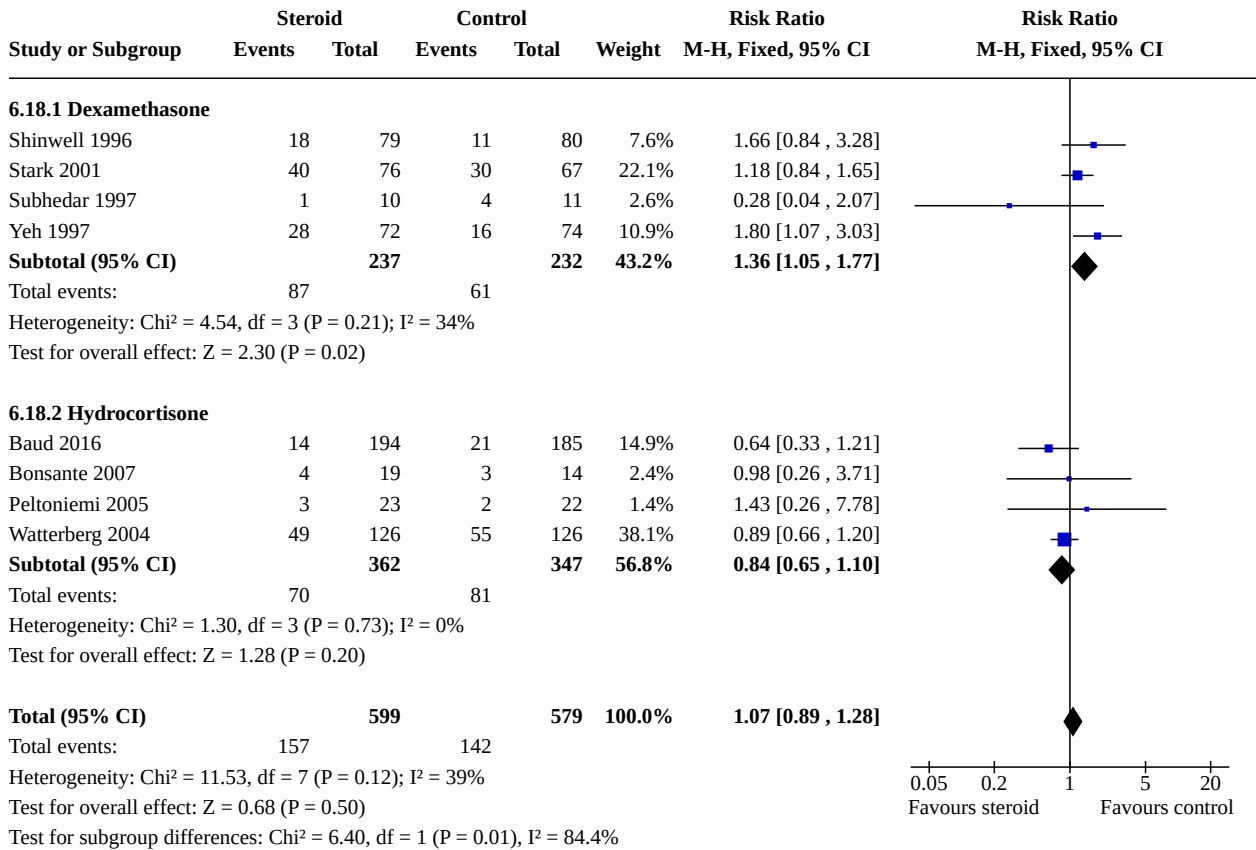 Steroid Control Risk Ratio Risk Ratio
Study or Subgroup Events Total Events Total Weight M-H, Fixed, 95% CI M-H, Fixed, 95% CI
6.18.1 Dexamethasone
Shinwell 1996 18 79 11 80 7.6% 1.66 [0.84 , 3.28]
Stark 2001 40 76 30 67 22.1% 1.18 [0.84 , 1.65]
Subhedar 1997 1 10 4 11 2.6% 0.28 [0.04 , 2.07]
Yeh 1997 28 72 16 74 10.9% 1.80 [1.07 , 3.03]
Subtotal (95% CI) 237 232 43.2% 1.36 [1.05 , 1.77]
Total events: 87 61
Heterogeneity: Chi² = 4.54, df = 3 (P = 0.21); I² = 34%
Test for overall effect: Z = 2.30 (P = 0.02)
6.18.2 Hydrocortisone
Baud 2016 14 194 21 185 14.9% 0.64 [0.33 , 1.21]
Bonsante 2007 4 19 3 14 2.4% 0.98 [0.26 , 3.71]
Peltoniemi 2005 3 23 2 22 1.4% 1.43 [0.26 , 7.78]
Watterberg 2004 49 126 55 126 38.1% 0.89 [0.66 , 1.20]
Subtotal (95% CI) 362 347 56.8% 0.84 [0.65 , 1.10]
Total events: 70 81
Heterogeneity: Chi² = 1.30, df = 3 (P = 0.73); I² = 0%
Test for overall effect: Z = 1.28 (P = 0.20)
Total (95% CI) 599 579 100.0% 1.07 [0.89 , 1.28]
Total events: 157 142
Heterogeneity: Chi² = 11.53, df = 7 (P = 0.12); I² = 39%
0.05 0.2 1 5 20
Test for overall effect: Z = 0.68 (P = 0.50) Favours steroid Favours control
Test for subgroup differences: Chi² = 6.40, df = 1 (P = 0.01), I² = 84.4%